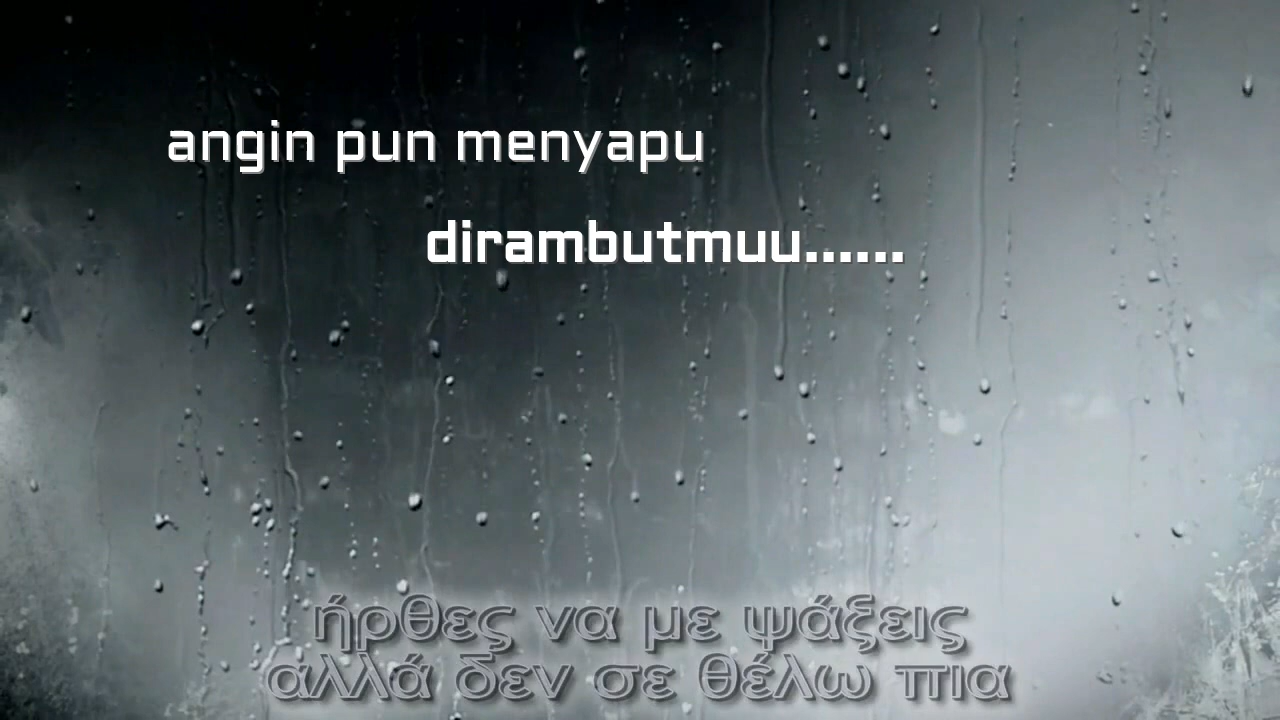 angin pun menyapu
dirambutmuu......
ήρθες να με ψάξεις
αλλά δεν σε θέλω πια